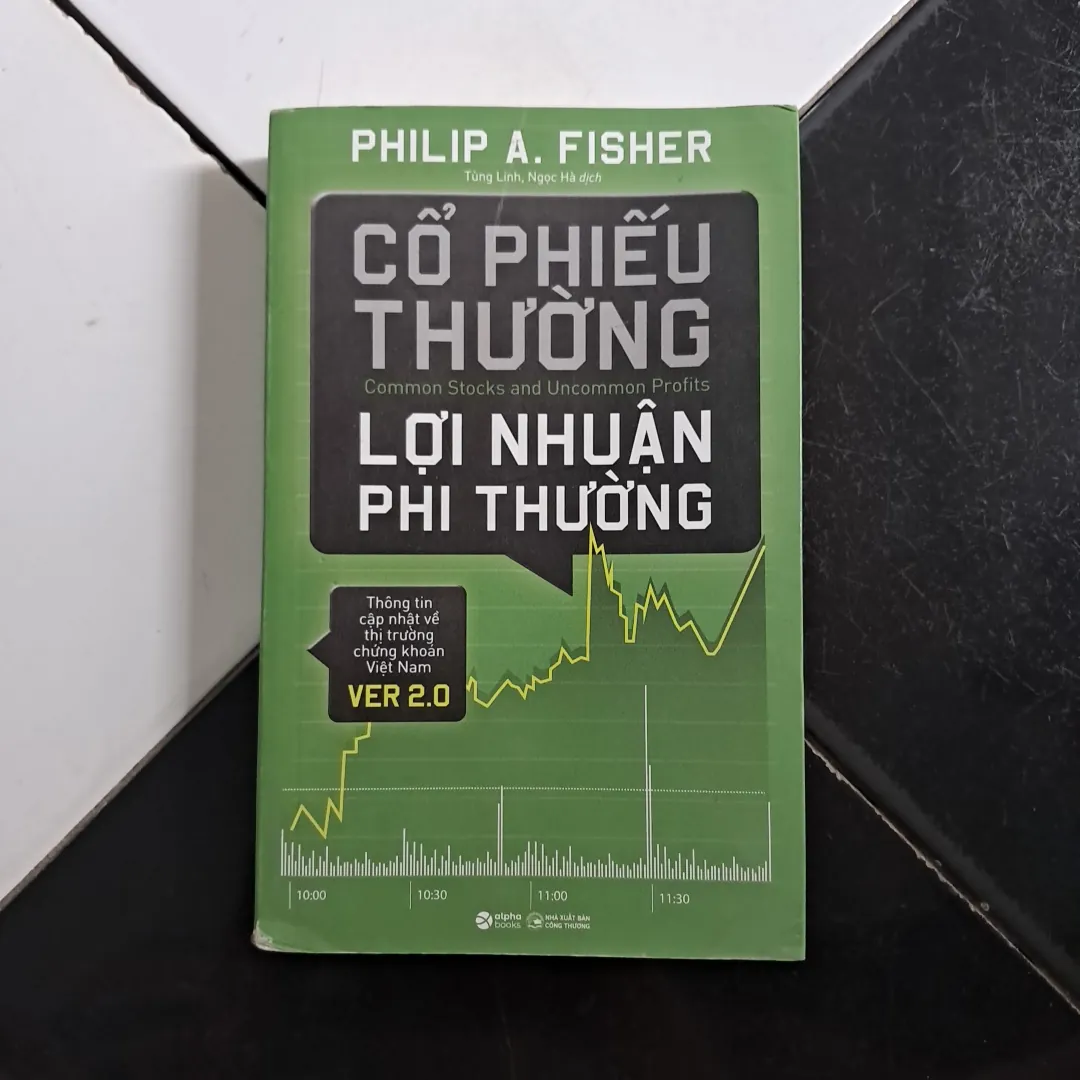 PHILIP A. FISHER
Tùng Linh, Ngọc Hà dịch
CỔ PHIẾU
THƯỜNG
Common Stocks and Uncommon Profits
LỢI NHUẬN
PHI THƯỜNG
Thông tin
cập nhật về
thị trường
chứng khoán
Việt Nam
VER 2.0
10:00
10:30
11:00
11:30
alpha
books
NHÀ XUẤT BẢN
CÔNG THƯƠNG